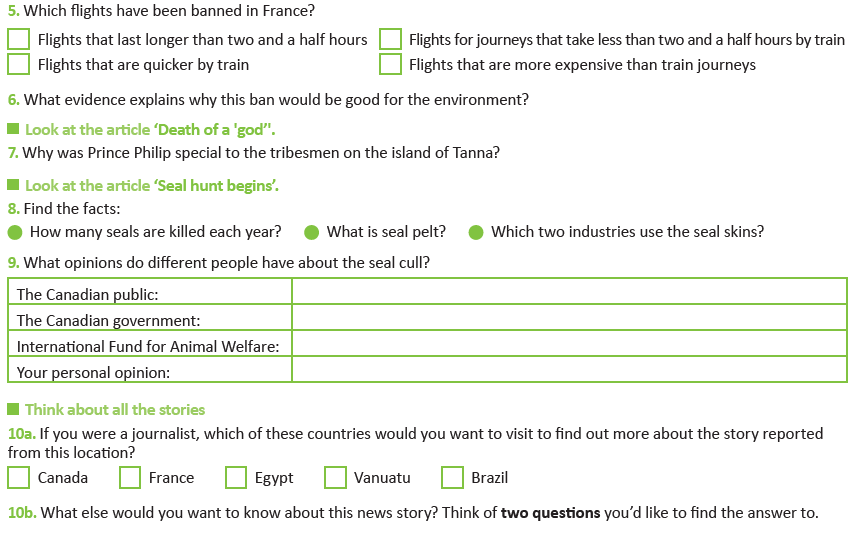 5. Which flights have been banned in France?
Flights that last longer than two and a half hours
Flights for journeys that take less than two and a half hours by train
Flights that are quicker by train
Flights that are more expensive than train journeys
6. What evidence explains why this ban would be good for the environment?
Look at the article ‘Death of a 'god''.
7. Why was Prince Philip special to the tribesmen on the island of Tanna?
Look at the article ‘Seal hunt begins’.
8. Find the facts:
How many seals are killed each year? What is seal pelt? Which two industries use the seal skins?
9. What opinions do different people have about the seal cull?
The Canadian public:
The Canadian government:
International Fund for Animal Welfare:
Your personal opinion:
Think about all the stories
10a. If you were a journalist, which of these countries would you want to visit to find out more about the story reported
from this location?
Canada France Egypt Vanuatu Brazil
10b. What else would you want to know about this news story? Think of two questions you’d like to find the answer to.